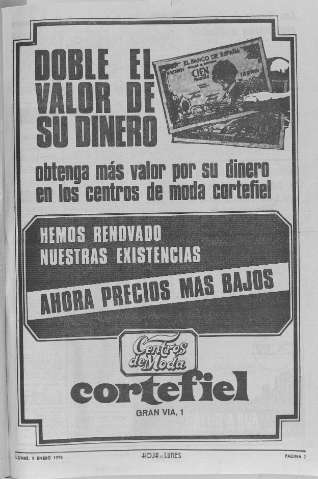 DOBLE EL
VALOR DE
SU DINERO
EL BANCO DE ESPAÑA
CIEN
obtenga más valor por su dinero
en los centros de moda cortefiel
HEMOS RENOVADO
NUESTRAS EXISTENCIAS
AHORA PRECIOS MAS BAJOS
Centros
de Moda
cortefiel
GRAN VIA, 1
ENERO
HOJA del LUNES
PAGINA